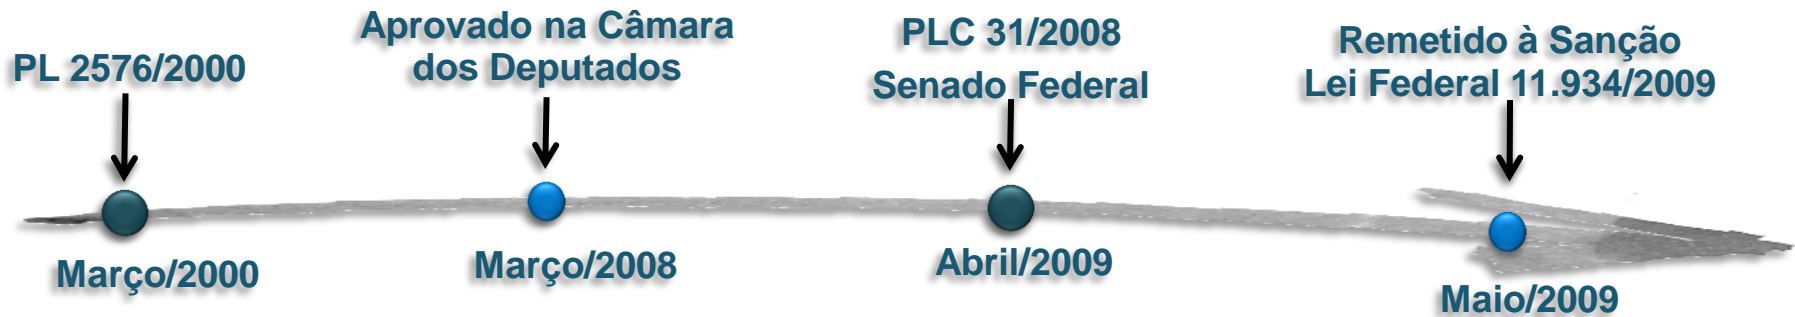 PL 2576/2000
Março/2000
Aprovado na Câmara
dos Deputados
Março/2008
PLC 31/2008
Senado Federal
Abril/2009
Remetido à Sanção
Lei Federal 11.934/2009
Maio/2009